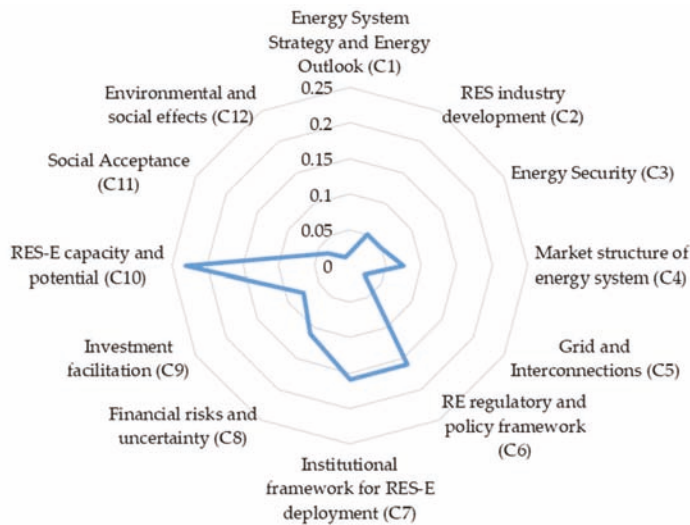 Energy System
Strategy and Energy
Outlook (C1)
0.25
0.2
0.15
0.1
0.05
0
RES industry
development (C2)
Energy Security (C3)
Market structure of
energy system (C4)
Grid and
Interconnections (C5)
RE regulatory and
policy framework
(C6)
Institutional
framework for RES-E
deployment (C7)
Financial risks and
uncertainty (C8)
Investment
facilitation (C9)
RES-E capacity and
potential (C10)
Social Acceptance
(C11)
Environmental and
social effects (C12)